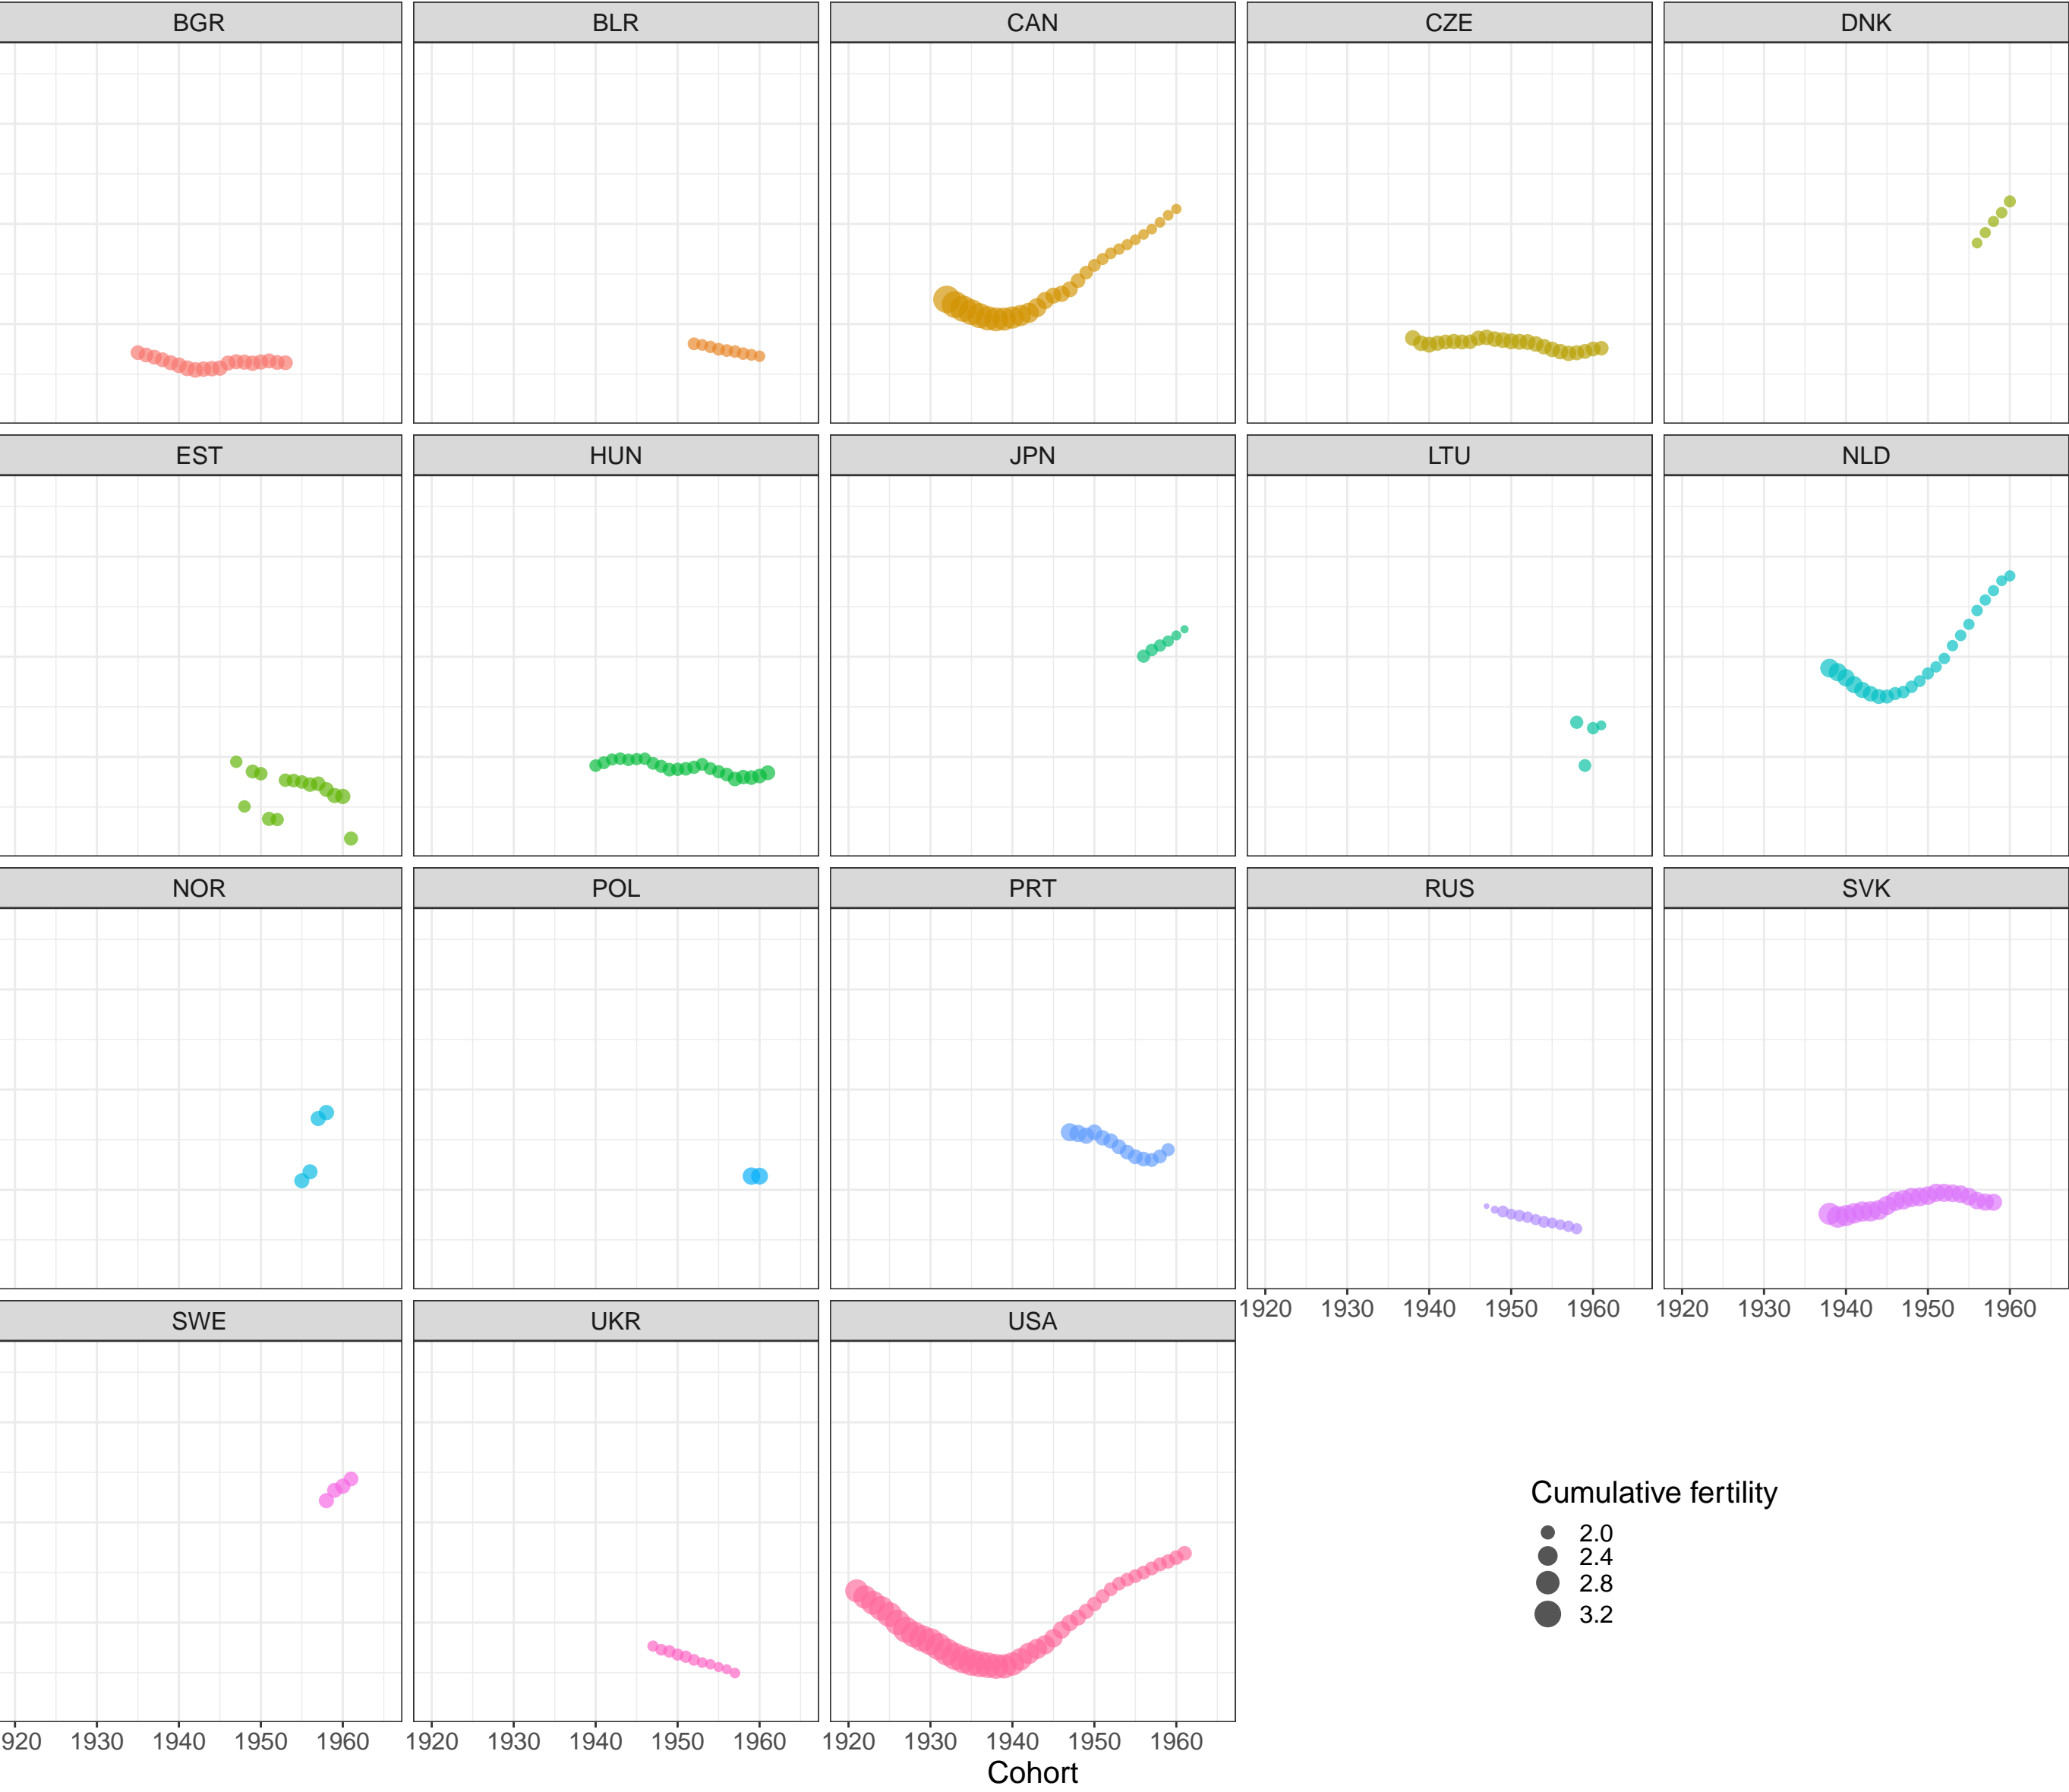 BGR BLR CAN CZE DNK
EST HUN JPN LTU NLD
NOR POL PRT RUS SVK
1920 1930 1940 1950 1960 1920 1930 1940 1950 1960
SWE UKR USA
Cumulative fertility
2.0
2.4
2.8
3.2
920 1930 1940 1950 1960 1920 1930 1940 1950 1960 1920 1930 1940 1950 1960
Cohort